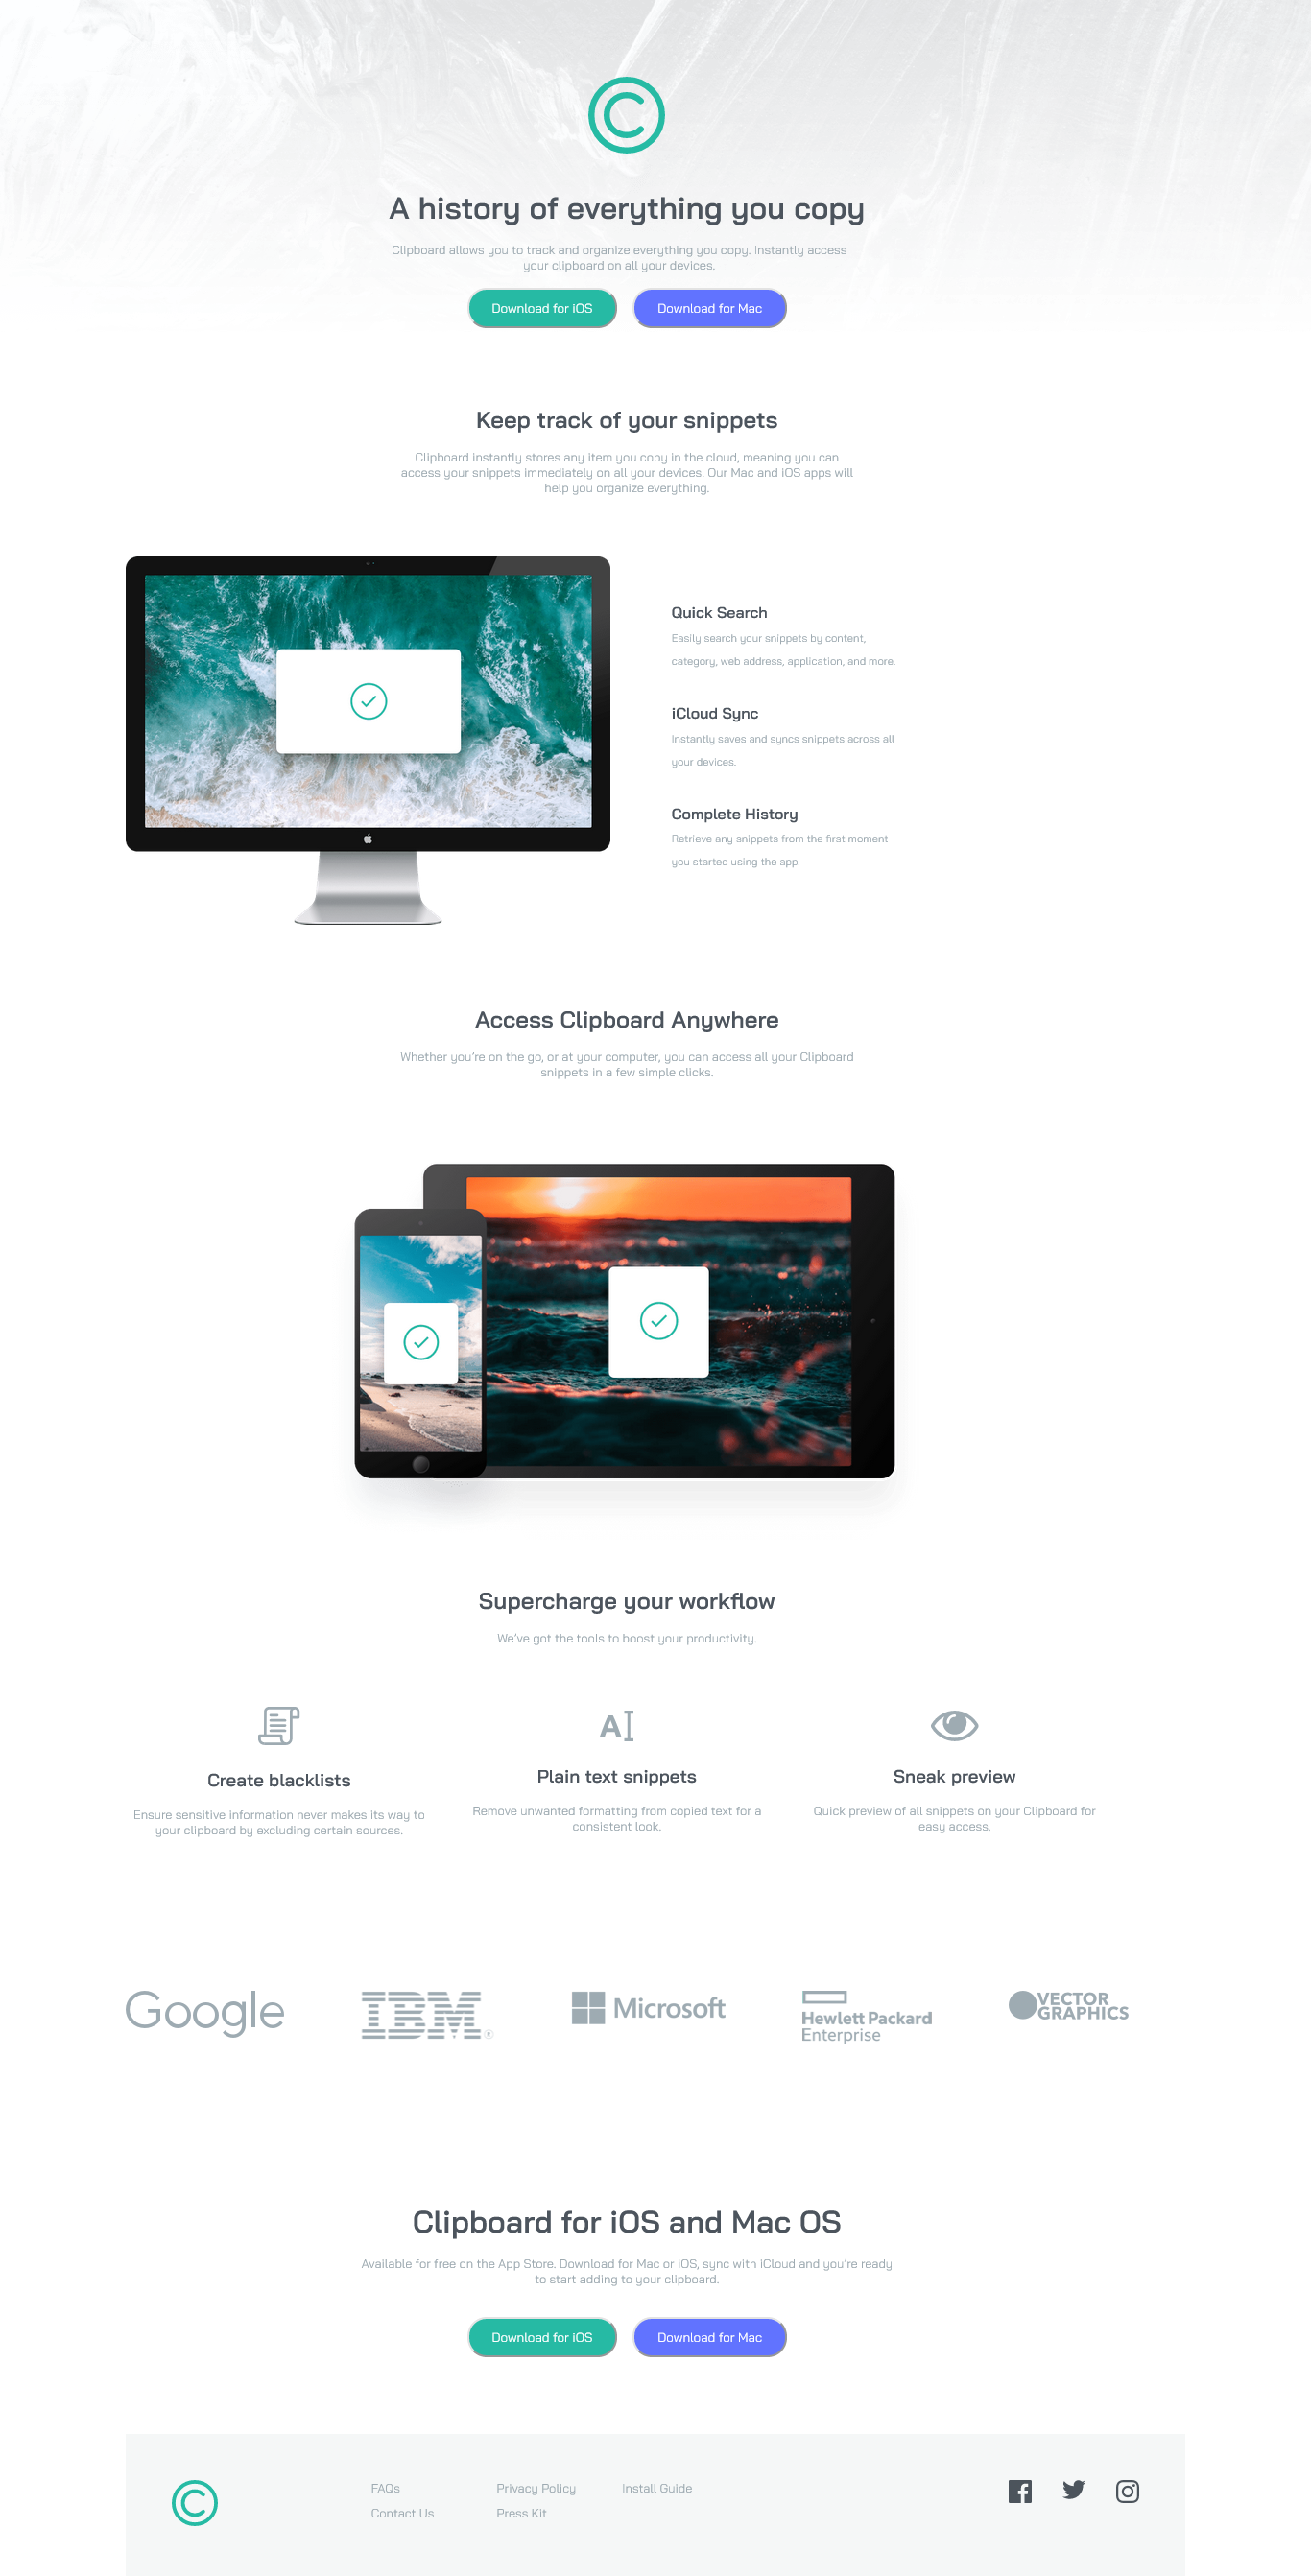 A history of everything you copy
Clipboard allows you to track and organize everything you copy. Instantly access
your clipboard on all your devices.
Download for iOS
Download for Mac
Keep track of your snippets
Clipboard instantly stores any item you copy in the cloud, meaning you can
access your snippets immediately on all your devices. Our Mac and iOS apps will
help you organize everything.
Quick Search
Easily search your snippets by content,
category, web address, application, and more.
iCloud Sync
Instantly saves and syncs snippets across all
your devices.
Complete History
Retrieve any snippets from the first moment
you started using the app.
Access Clipboard Anywhere
Whether you’re on the go, or at your computer, you can access all your Clipboard
snippets in a few simple clicks.
Supercharge your workflow
We’ve got the tools to boost your productivity.
Create blacklists
Ensure sensitive information never makes its way to
your clipboard by excluding certain sources.
Plain text snippets
Remove unwanted formatting from copied text for a
consistent look.
Sneak preview
Quick preview of all snippets on your Clipboard for
easy access.
Google
IBM
Microsoft
Hewlett Packard
Enterprise
VECTOR
GRAPHICS
Clipboard for iOS and Mac OS
Available for free on the App Store. Download for Mac or iOS, sync with iCloud and you’re ready
to start adding to your clipboard.
Download for iOS
Download for Mac
FAQs
Contact Us
Privacy Policy
Press Kit
Install Guide